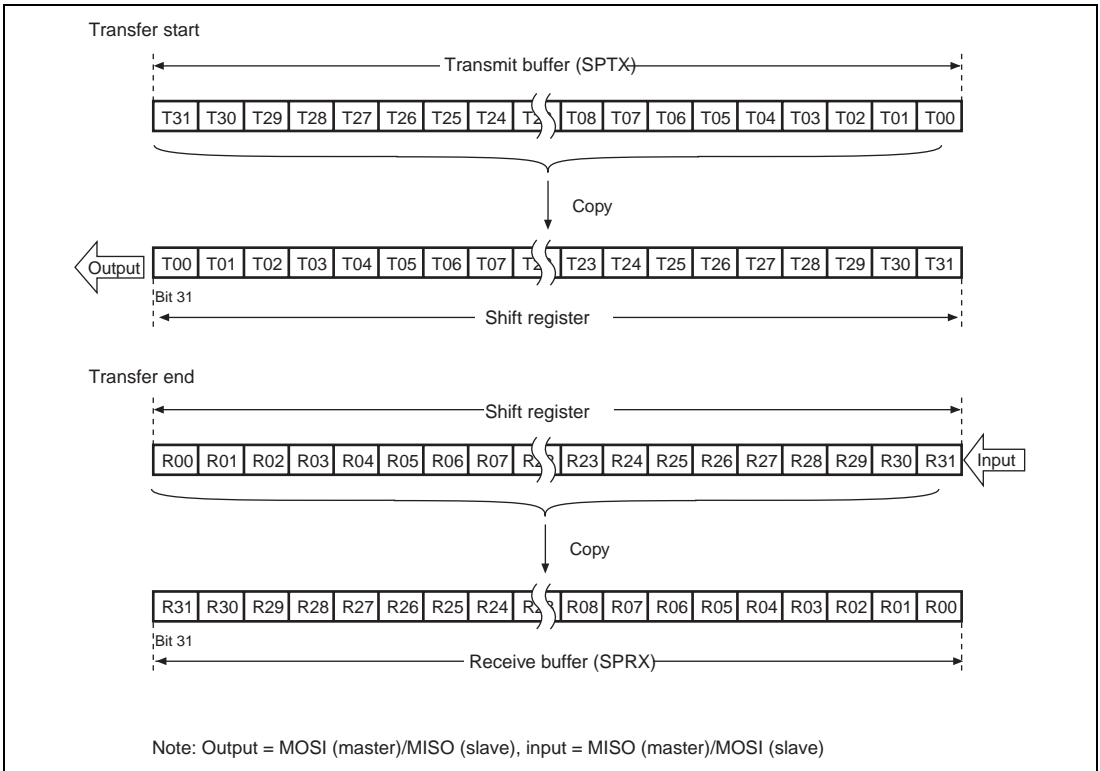 Transfer start
Transmit buffer (SPTX)
T31 T30 T29 T28 T27 T26 T25 T24 T08 T07 T06 T05 T04 T03 T02 T01 T00
Copy
Output T00 T01 T02 T03 T04 T05 T06 T07 T23 T24 T25 T26 T27 T28 T29 T30 T31
Bit 31
Shift register
Transfer end
Shift register
R00 R01 R02 R03 R04 R05 R06 R07 R23 R24 R25 R26 R27 R28 R29 R30 R31 Input
Copy
R31 R30 R29 R28 R27 R26 R25 R24 R08 R07 R06 R05 R04 R03 R02 R01 R00
Bit 31
Receive buffer (SPRX)
Note: Output = MOSI (master)/MISO (slave), input = MISO (master)/MOSI (slave)